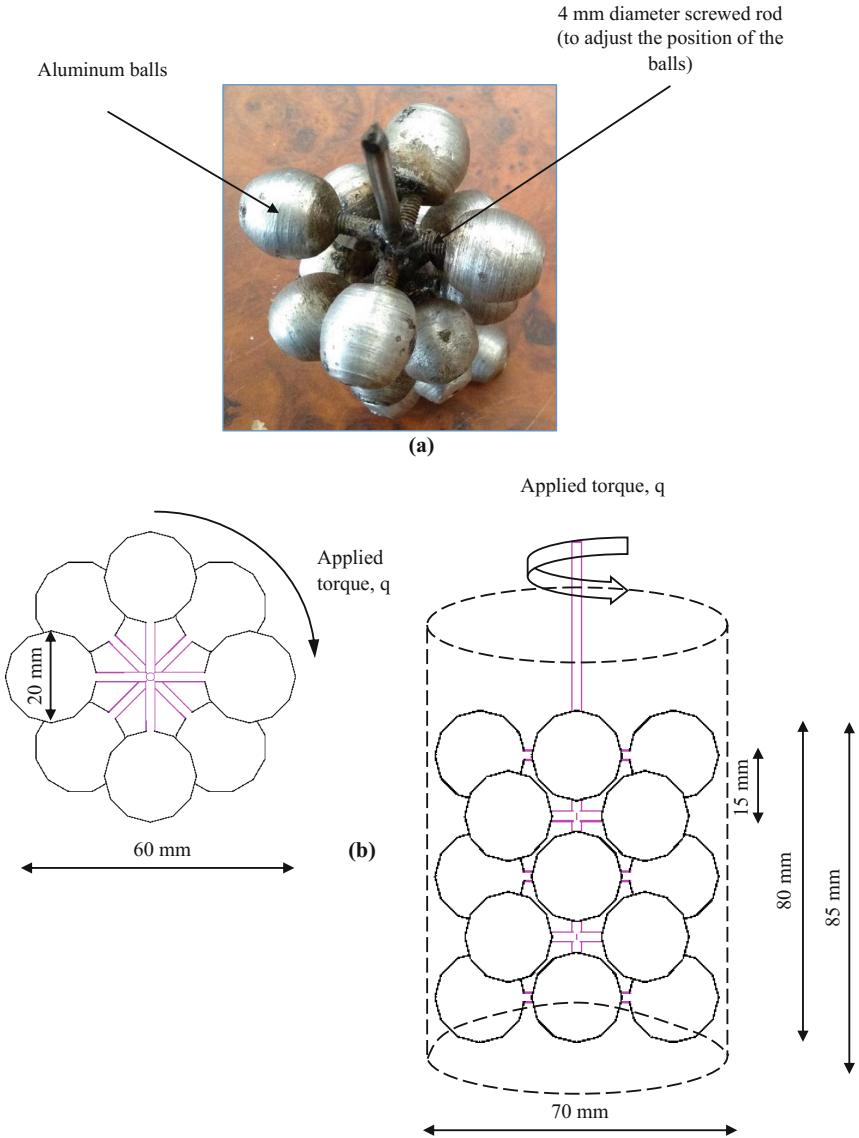 4 mm diameter screwed rod
(to adjust the position of the
balls)
Aluminum balls
(a)
Applied torque, q
Applied
torque, q
20 mm
60 mm
(b)
15 mm
80 mm
85 mm
70 mm